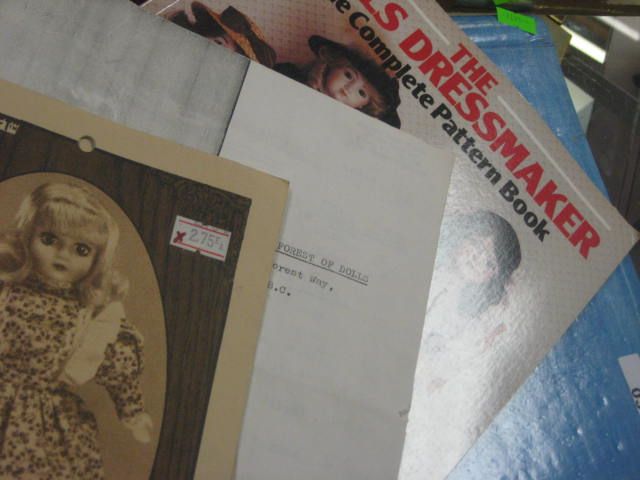 THE
LS DRESSMAKER
e Complete Pattern Book
2.75
FOREST OF DOLLS
orest Way,
B.C.